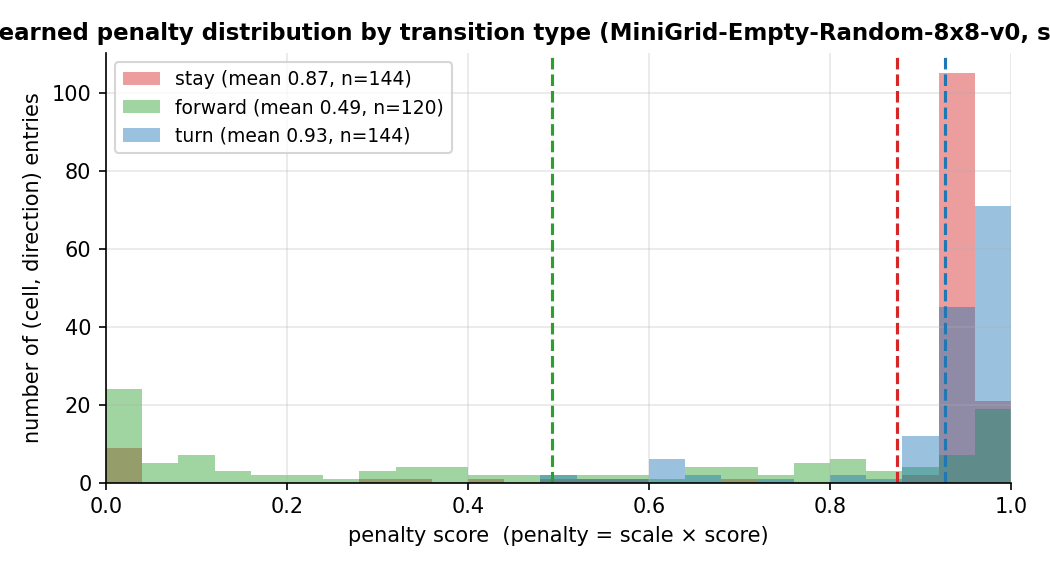 earned penalty distribution by transition type (MiniGrid-Empty-Random-8x8-v0, s
stay (mean 0.87, n=144)
forward (mean 0.49, n=120)
turn (mean 0.93, n=144)
number of (cell, direction) entries
100
80
60
40
20
0
0.0 0.2 0.4 0.6 0.8 1.0
penalty score (penalty = scale × score)